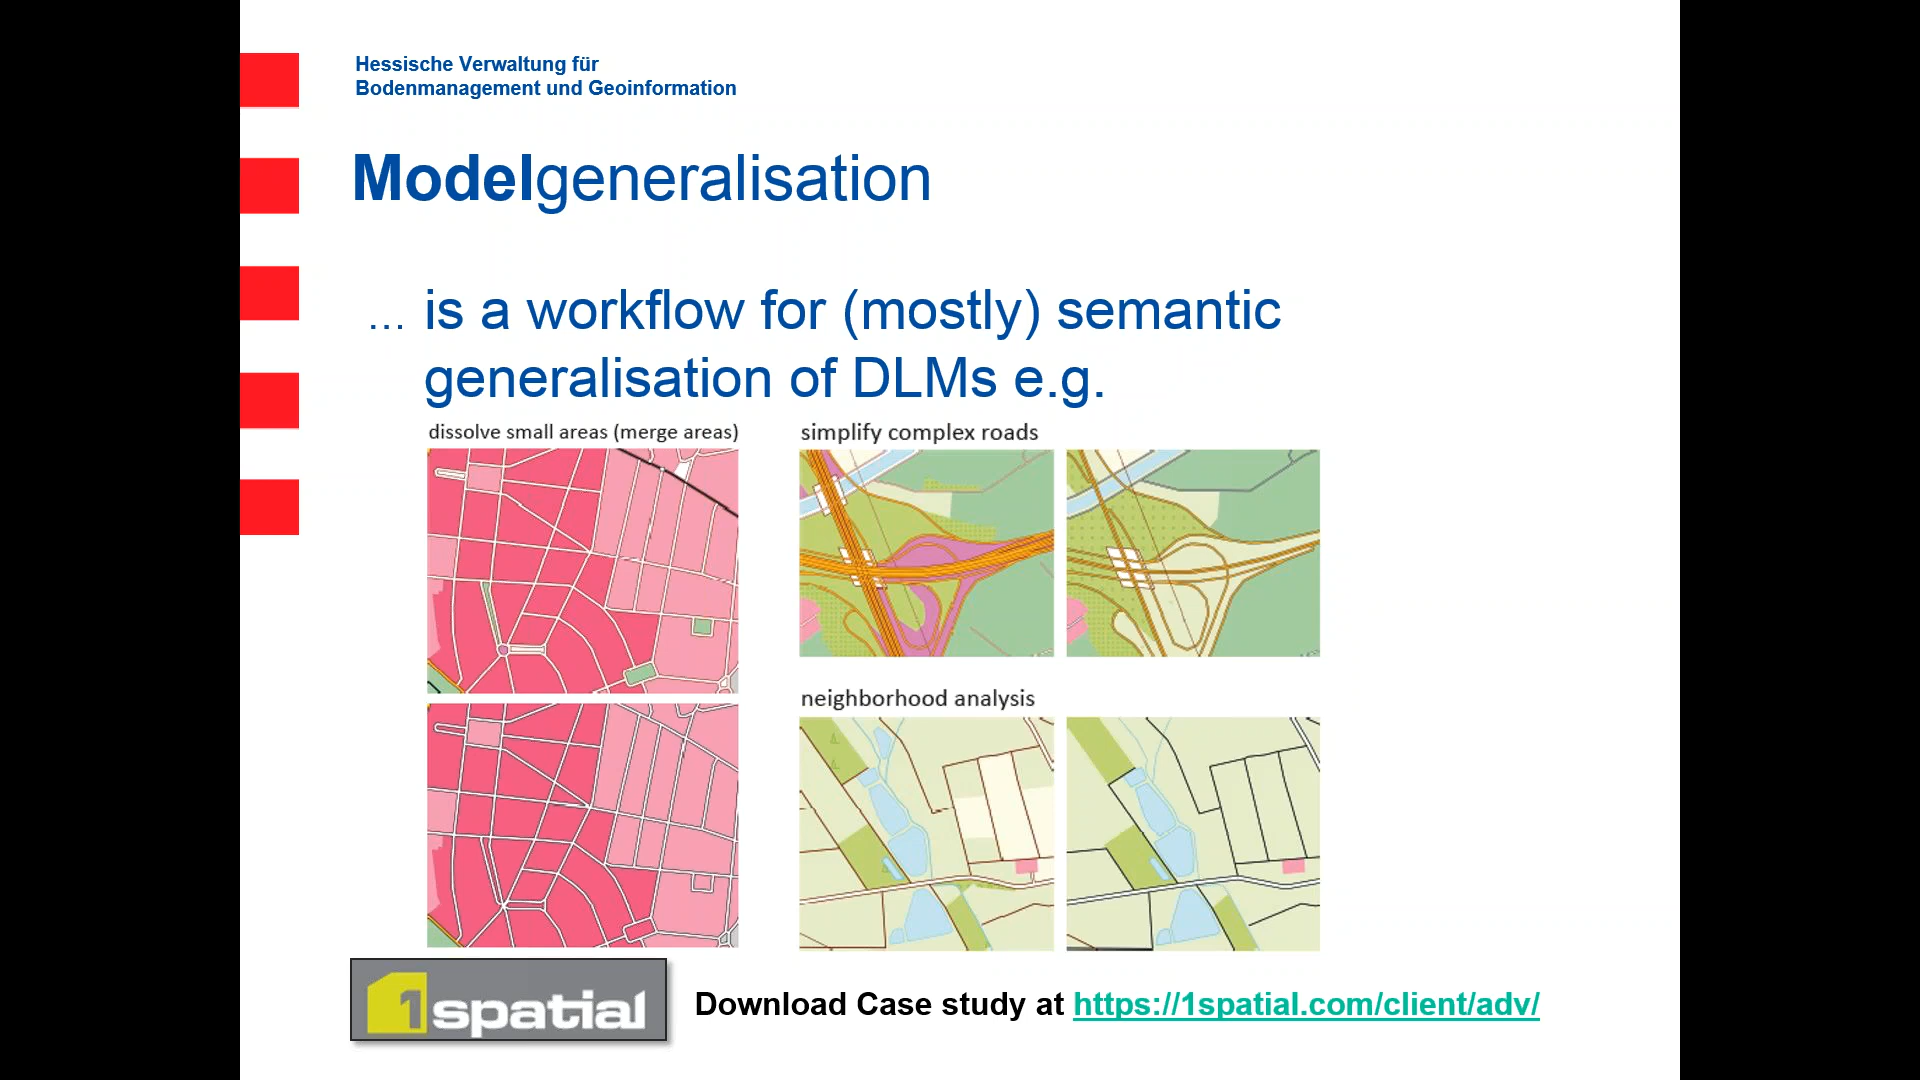 Hessische Verwaltung für
Bodenmanagement und Geoinformation
Modelgeneralisation
... is a workflow for (mostly) semantic
generalisation of DLMs e.g.
dissolve small areas (merge areas)
simplify complex roads
neighborhood analysis
1spatial
Download Case study at https://1spatial.com/client/adv/